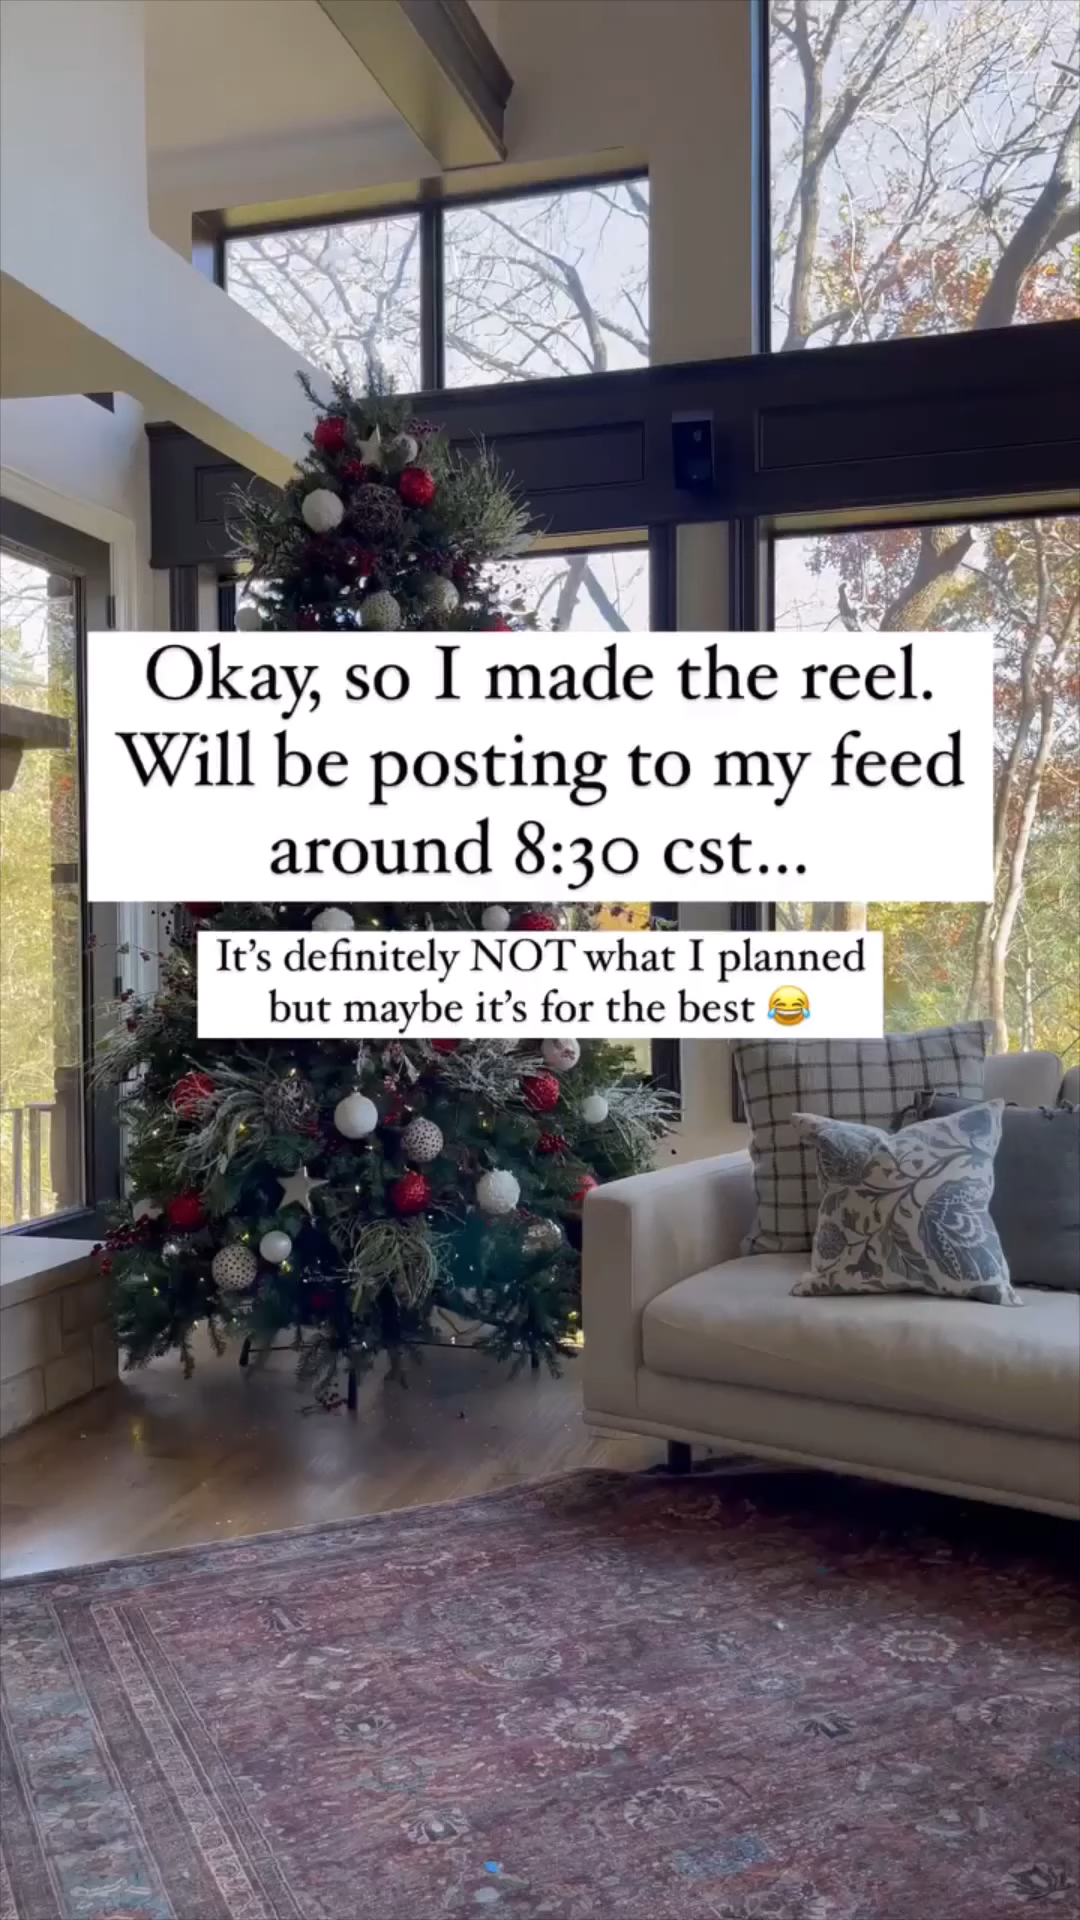 Okay, so I made the reel.
Will be posting to my feed
around 8:30 cst...
It's definitely NOT what I planned
but maybe it's for the best 😂